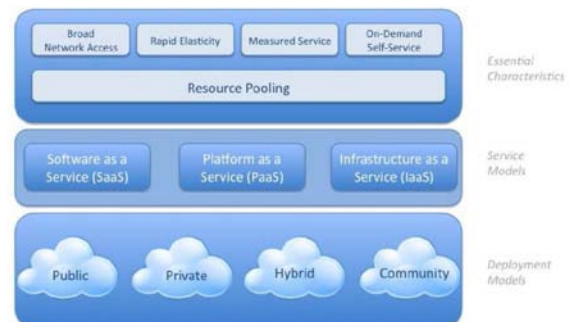 Broad
Network Access
Rapid Elasticity
Measured Service
On-Demand
Self-Service
Resource Pooling
Essential
Characteristics
Software as a
Service (SaaS)
Platform as a
Service (PaaS)
Infrastructure as a
Service (IaaS)
Service
Models
Public
Private
Hybrid
Community
Deployment
Models